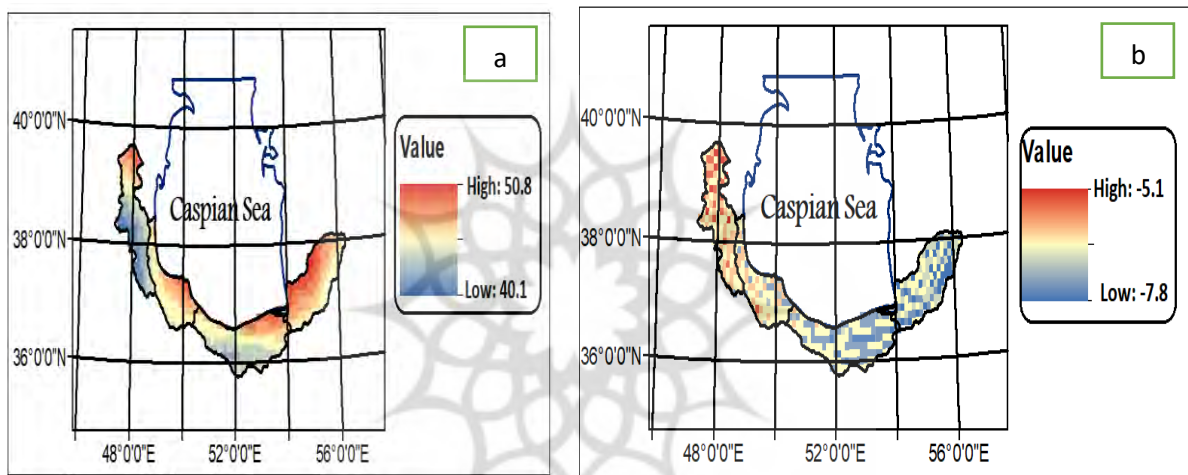 a
40°0'0"N
38°0'0"N
36°0'0"N
48°0'0"E
52°0'0"E
56°0'0"E
Caspian Sea
Value
High: 50.8
Low: 40.1
b
40°0'0"N
38°0'0"N
36°0'0"N
48°0'0"E
52°0'0"E
56°0'0"E
Caspian Sea
Value
High: -5.1
Low: -7.8